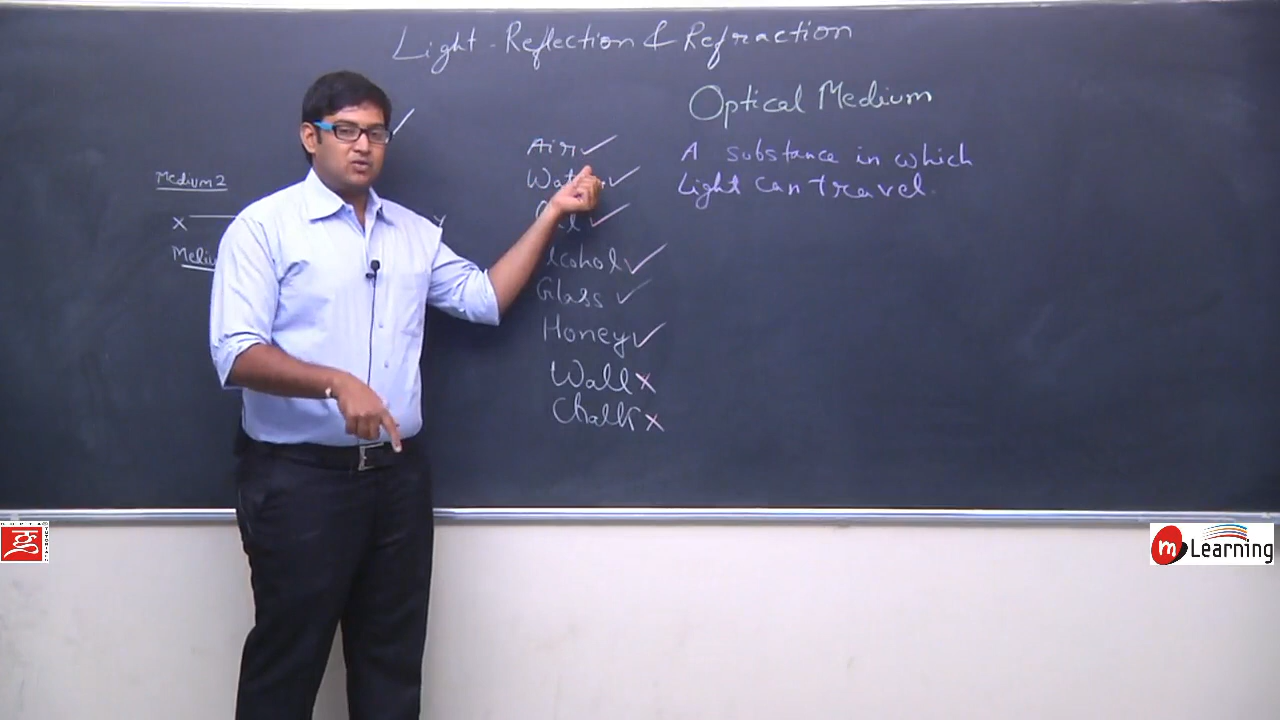 Light - Reflection & Refraction
Optical Medium
A substance in which
Light can travel.
Air ✓
✓
✓
lcohol ✓
Glass ✓
Honey ✓
Wall ×
Chalk ×
Medium 2
X
m Learning